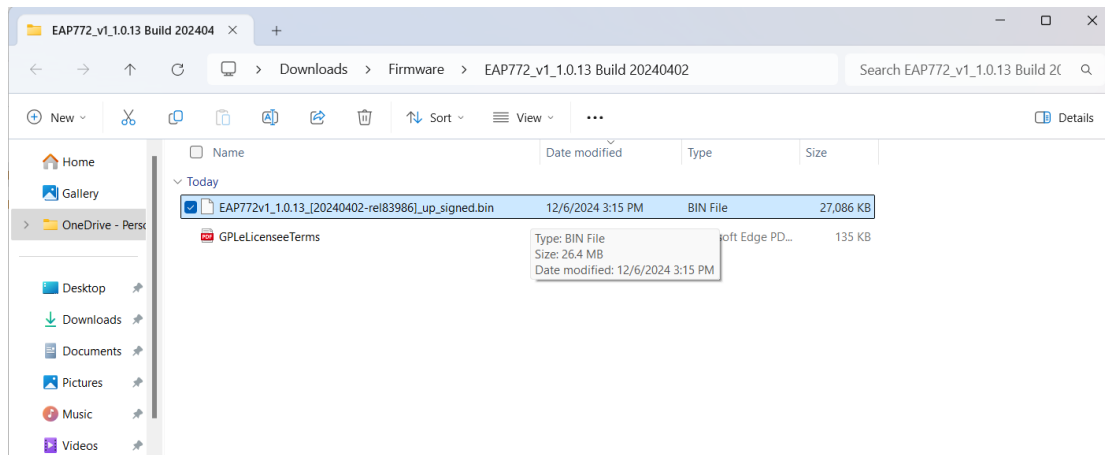 EAP772_v1_1.0.13 Build 202404
Downloads > Firmware > EAP772_v1_1.0.13 Build 20240402
Search EAP772_v1_1.0.13 Build 20
New
Sort
View
Details
Home
Gallery
OneDrive - Perso
Desktop
Downloads
Documents
Pictures
Music
Videos
Name Date modified Type Size
Today
EAP772v1_1.0.13_[20240402-rel83986]_up_signed.bin 12/6/2024 3:15 PM BIN File 27,086 KB
PDF GPLeLicenseeTerms soft Edge PD... 135 KB
Type: BIN File
Size: 26.4 MB
Date modified: 12/6/2024 3:15 PM